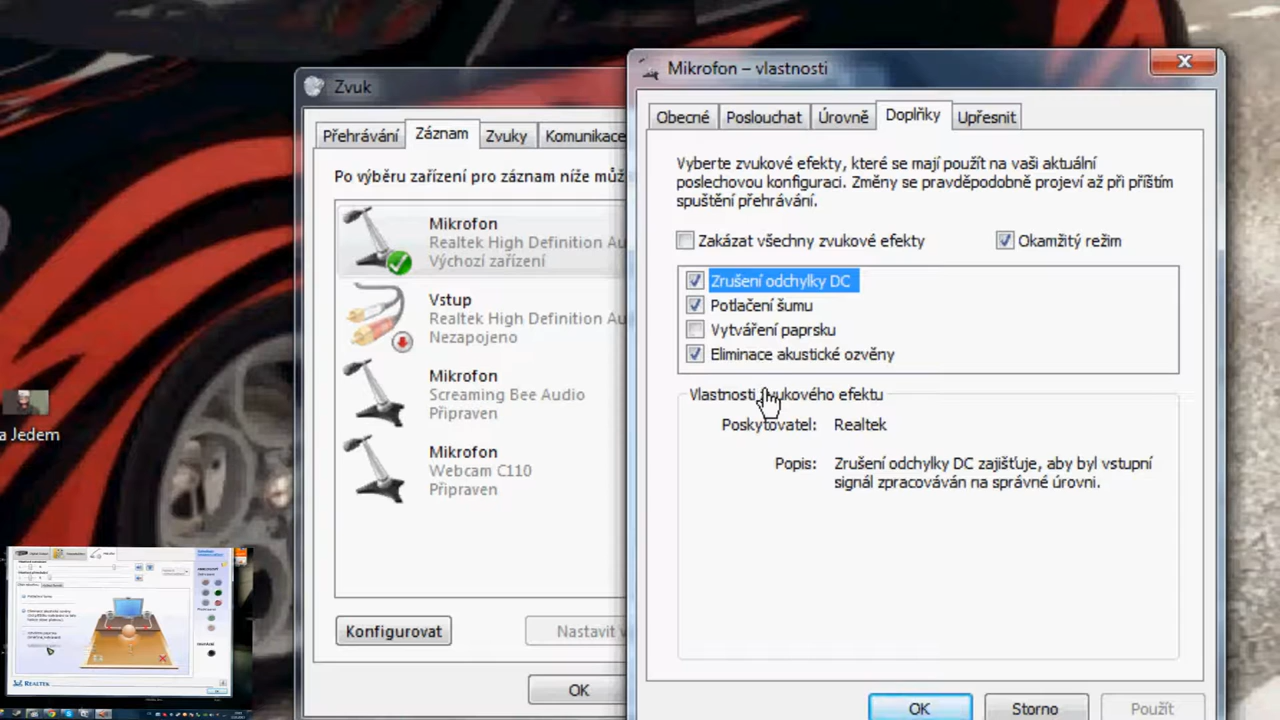 Zvuk
Přehrávání
Záznam
Zvuky
Komunikace
Po výběru zařízení pro záznam níže můž
Mikrofon
Realtek High Definition Au
Výchozí zařízení
Vstup
Realtek High Definition Au
Nezapojeno
Mikrofon
Screaming Bee Audio
Připraven
Mikrofon
Webcam C110
Připraven
Konfigurovat
Nastavit v
OK
Mikrofon – vlastnosti
Obecné
Poslouchat
Úrovně
Doplňky
Upřesnit
Vyberte zvukové efekty, které se mají použít na vaši aktuální
poslechovou konfiguraci. Změny se pravděpodobně projeví až při příštím
spuštění přehrávání.
Zakázat všechny zvukové efekty
Okamžitý režim
Zrušení odchylky DC
Potlačení šumu
Vytváření paprsku
Eliminace akustické ozvěny
Vlastnosti zvukového efektu
Poskytovatel: Realtek
Popis: Zrušení odchylky DC zajišťuje, aby byl vstupní
signál zpracováván na správné úrovni.
OK
Storno
Použít
a Jedem
REALTEK